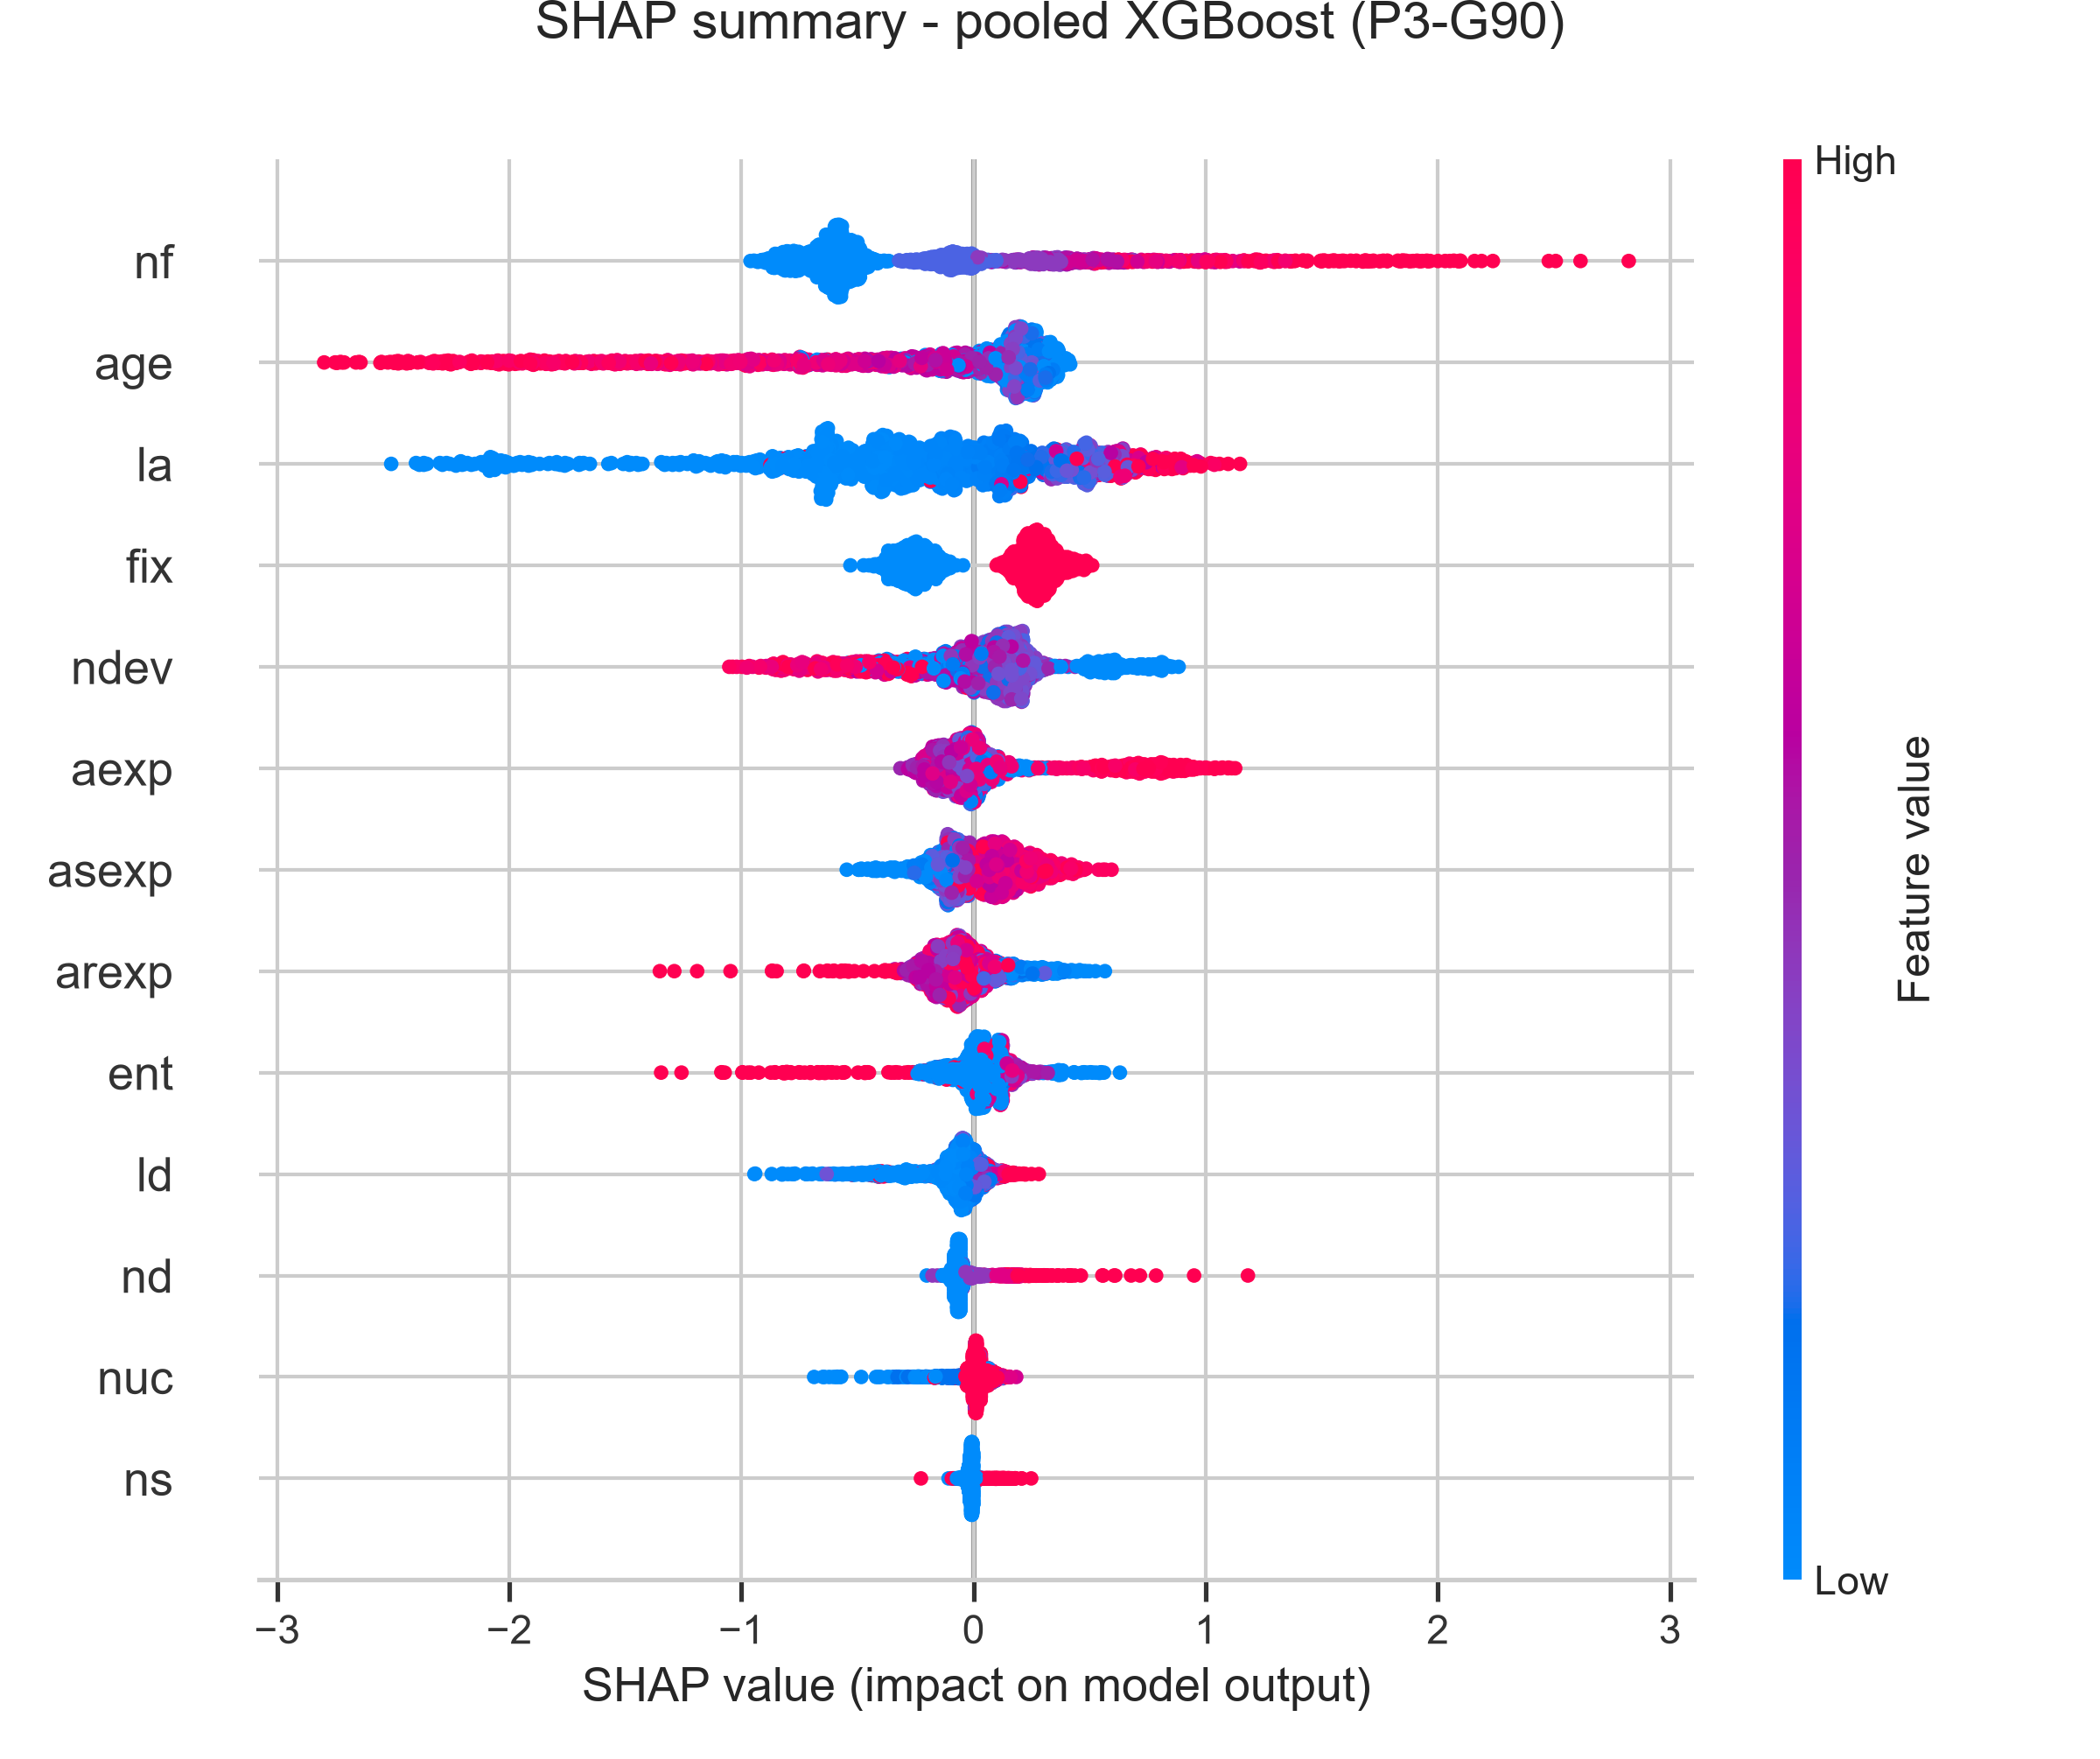 SHAP summary - pooled XGBoost (P3-G90)
High
nf
age
la
fix
ndev
aexp
asexp
arexp
ent
ld
nd
nuc
ns
Feature value
Low
−3 −2 −1 0 1 2 3
SHAP value (impact on model output)